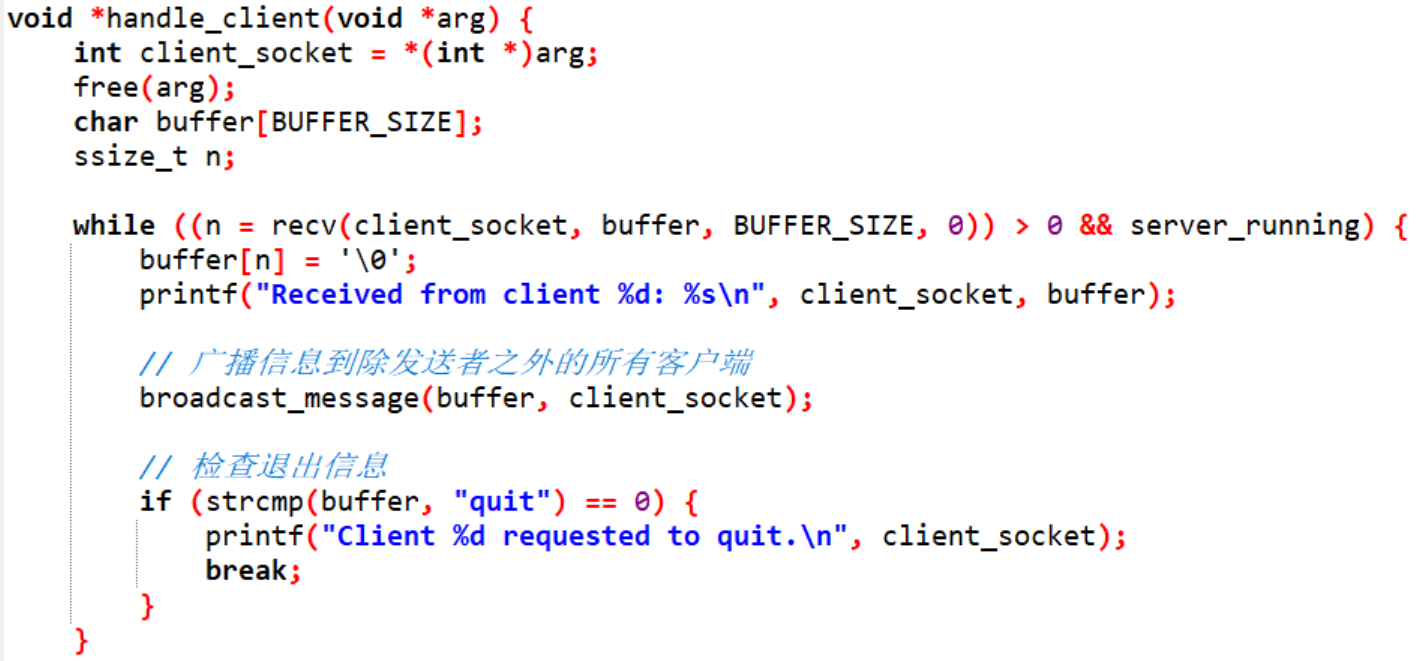 void *handle_client(void *arg) {
    int client_socket = *(int *)arg;
    free(arg);
    char buffer[BUFFER_SIZE];
    ssize_t n;

    while ((n = recv(client_socket, buffer, BUFFER_SIZE, 0)) > 0 && server_running) {
        buffer[n] = '\0';
        printf("Received from client %d: %s\n", client_socket, buffer);

        // 广播信息到除发送者之外的所有客户端
        broadcast_message(buffer, client_socket);

        // 检查退出信息
        if (strcmp(buffer, "quit") == 0) {
            printf("Client %d requested to quit.\n", client_socket);
            break;
        }
    }